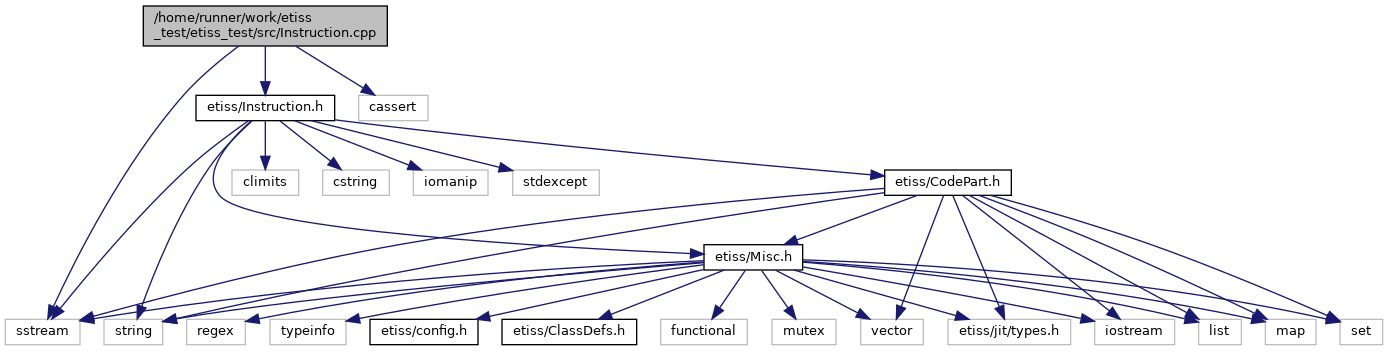 /home/runner/work/etiss
_test/etiss_test/src/Instruction.cpp
etiss/Instruction.h
cassert
climits
cstring
iomanip
stdexcept
etiss/CodePart.h
etiss/Misc.h
sstream
string
regex
typeinfo
etiss/config.h
etiss/ClassDefs.h
functional
mutex
vector
etiss/jit/types.h
iostream
list
map
set